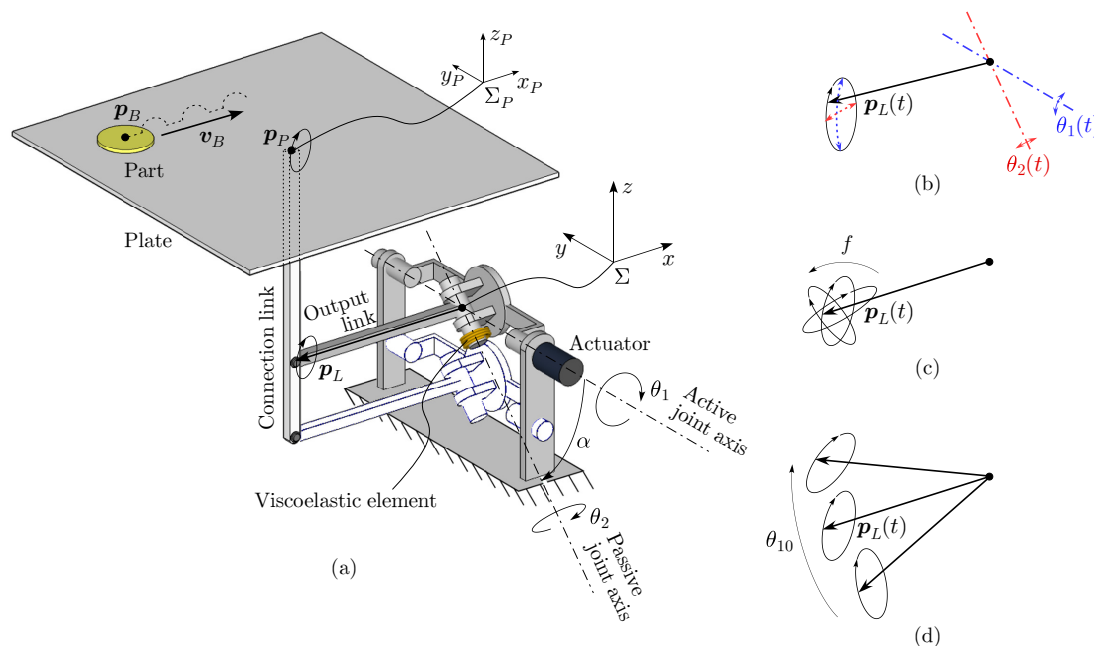 z_P
y_P
x_P
Σ_P
p_B
v_B
p_P
Part
Plate
z
y
x
Σ
Connection link
Output
link
p_L
Actuator
θ_1
Active
joint axis
α
Viscoelastic element
θ_2
Passive
joint axis
(a)
p_L(t)
θ_1(t)
θ_2(t)
(b)
f
p_L(t)
(c)
θ_10
p_L(t)
(d)